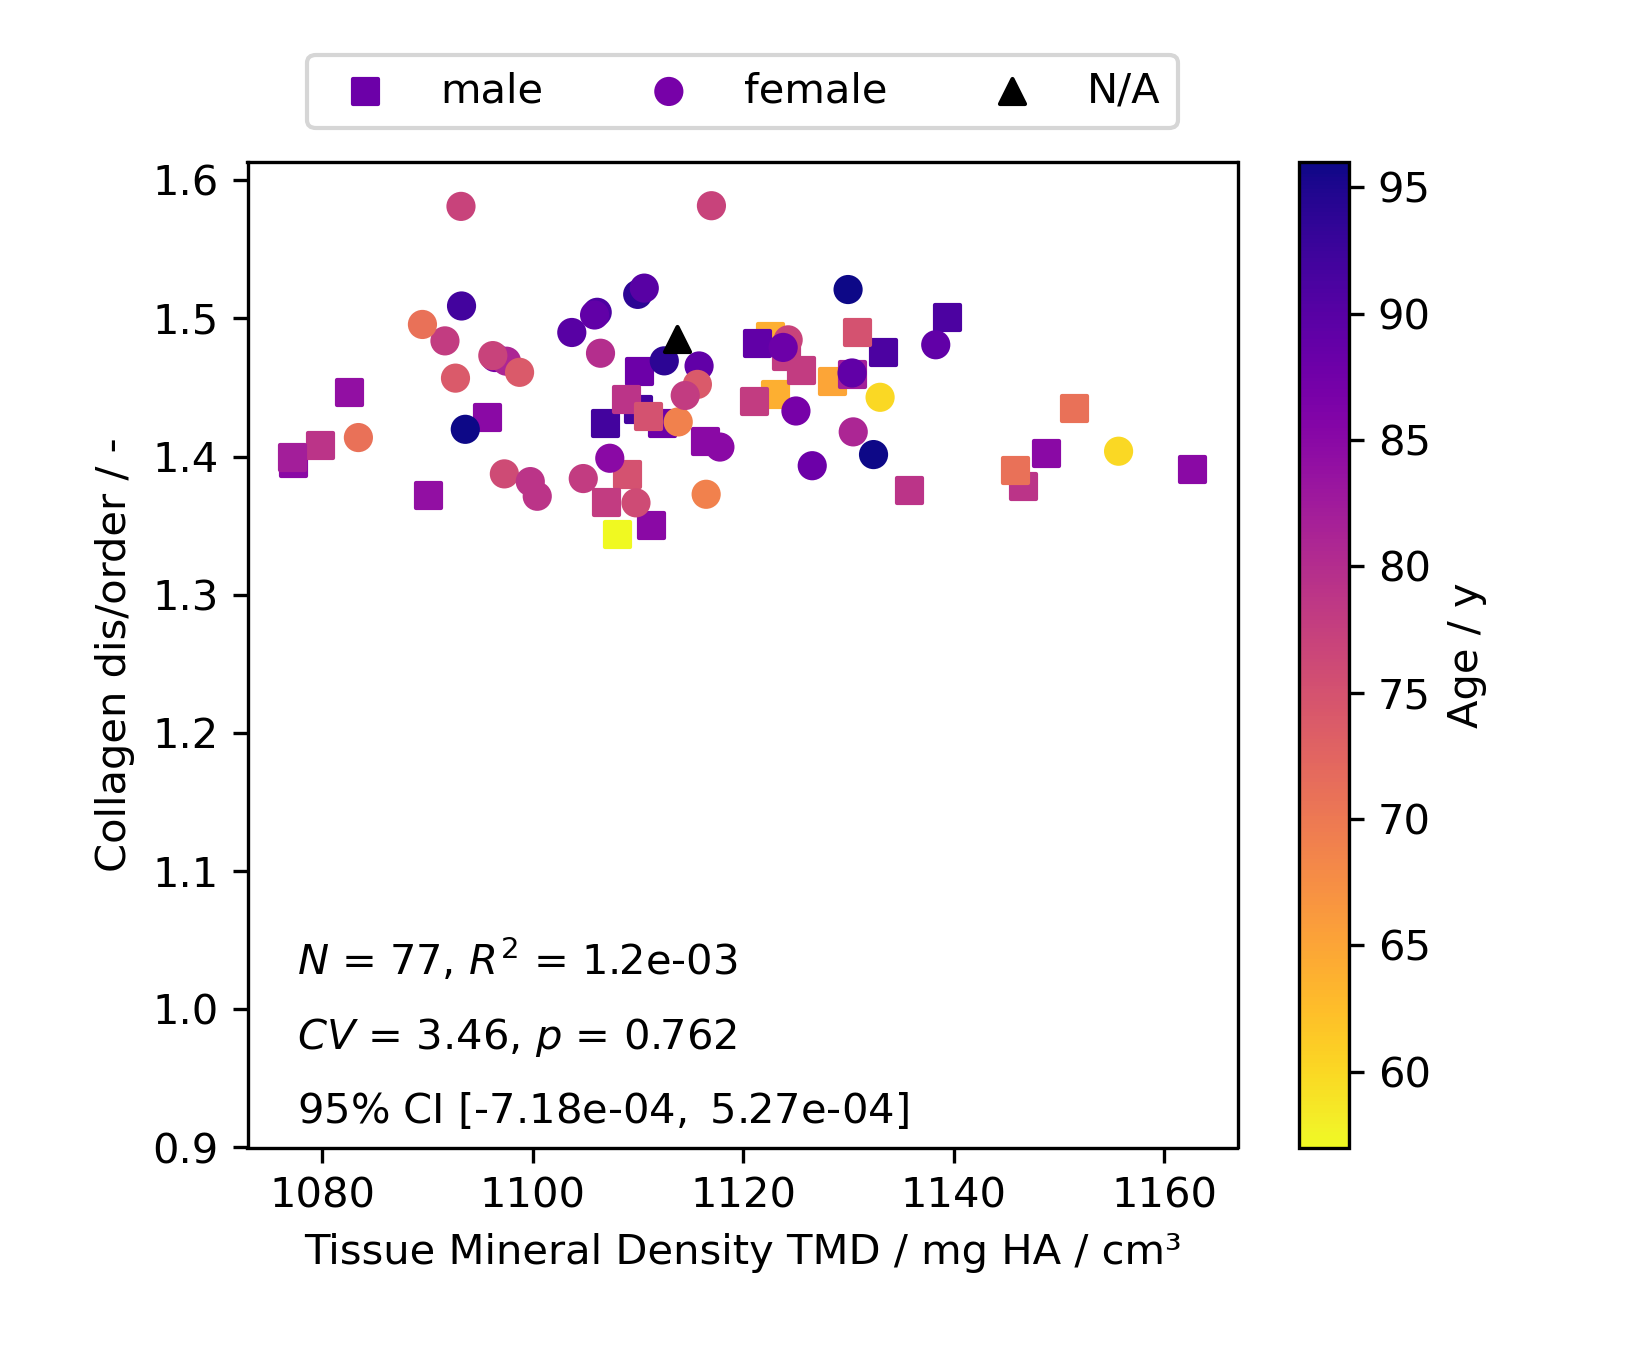 male female N/A
1.6
1.5
1.4
1.3
1.2
1.1
1.0
0.9
Collagen dis/order / -
N = 77, R² = 1.2e-03
CV = 3.46, p = 0.762
95% CI [-7.18e-04, 5.27e-04]
1080 1100 1120 1140 1160
Tissue Mineral Density TMD / mg HA / cm³
95
90
85
80
75
70
65
60
Age / y